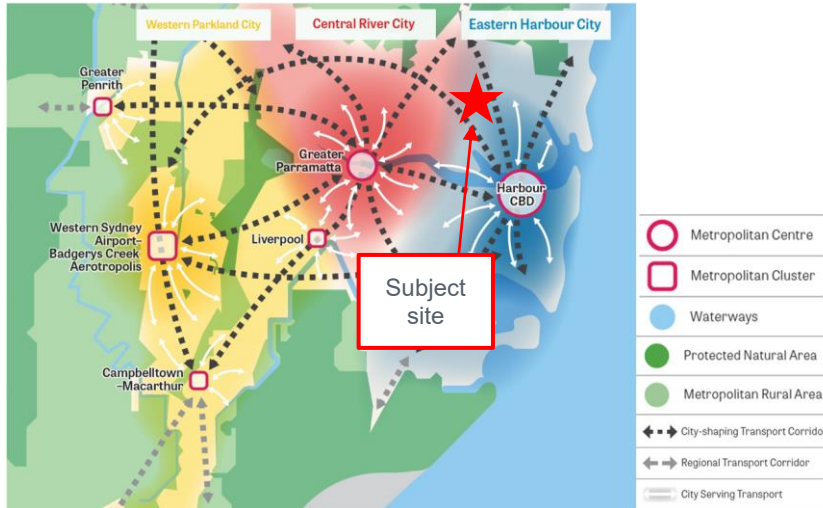 Western Parkland City
Central River City
Eastern Harbour City
Greater
Penrith
Greater
Parramatta
Harbour
CBD
Western Sydney
Airport–
Badgerys Creek
Aerotropolis
Liverpool
Subject
site
Campbelltown
–Macarthur
Metropolitan Centre
Metropolitan Cluster
Waterways
Protected Natural Area
Metropolitan Rural Area
City-shaping Transport Corrido
Regional Transport Corridor
City Serving Transport